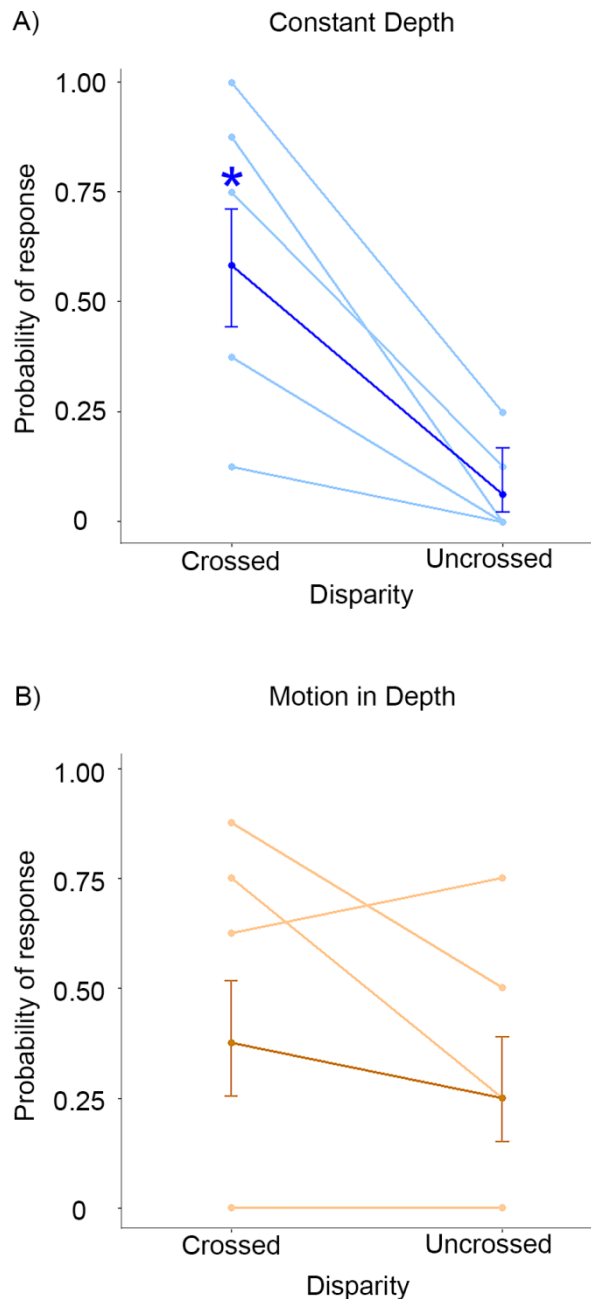 A)
Constant Depth
Probability of response
1.00
0.75
0.50
0.25
0
*
Crossed
Uncrossed
Disparity
B)
Motion in Depth
Probability of response
1.00
0.75
0.50
0.25
0
Crossed
Uncrossed
Disparity